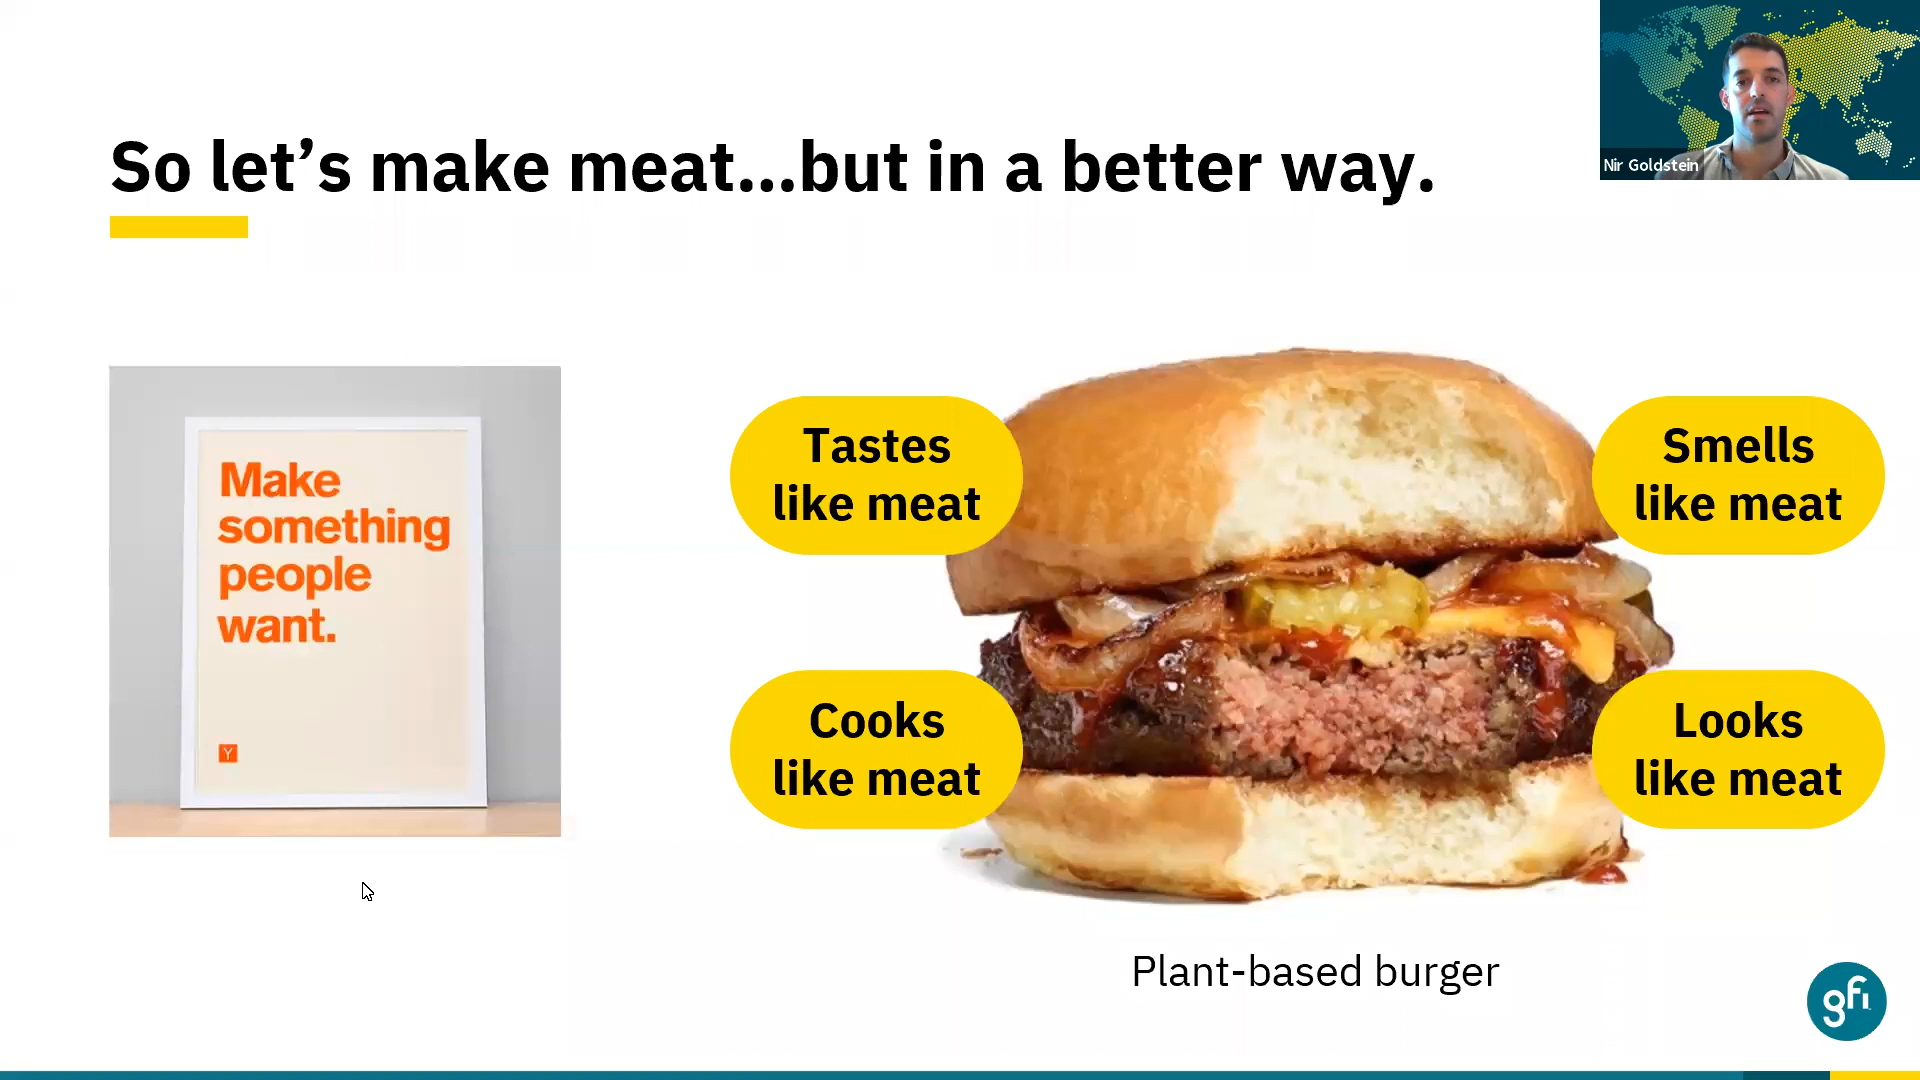 So let’s make meat...but in a better way.
Nir Goldstein
Make
something
people
want.
Y
Tastes
like meat
Smells
like meat
Cooks
like meat
Looks
like meat
Plant-based burger
gfi